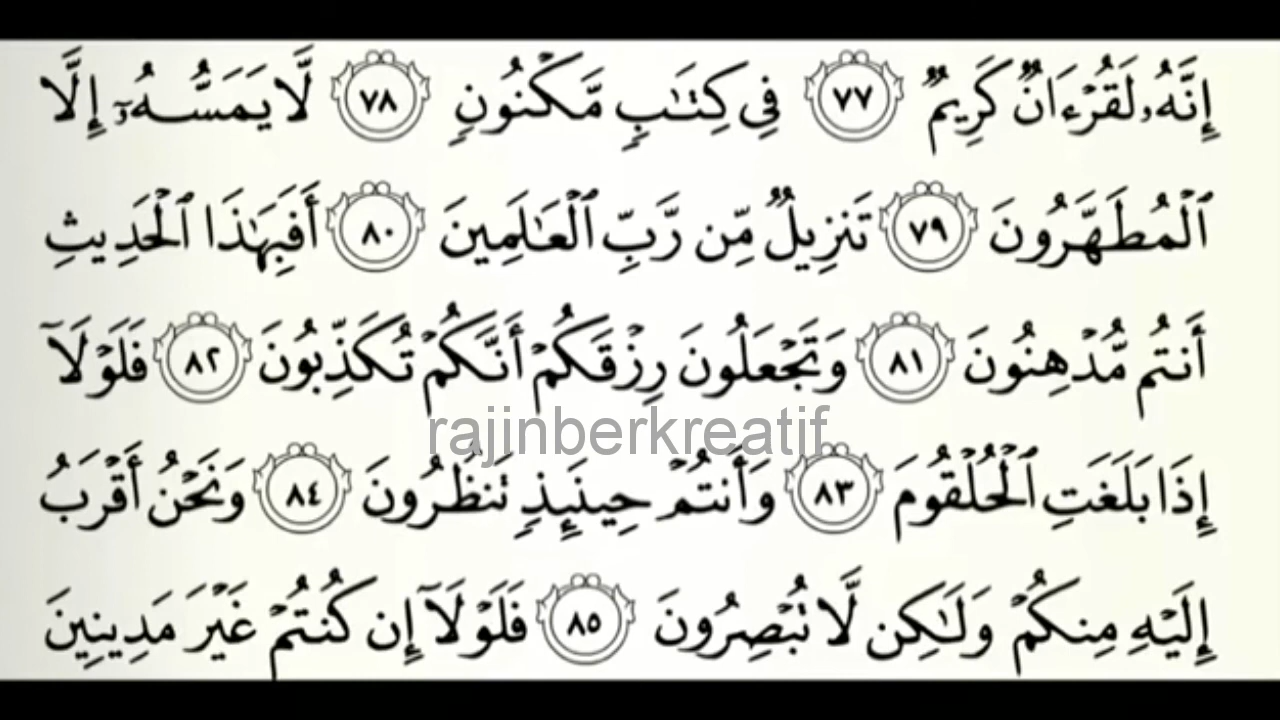 إِنَّهُۥ لَقُرْءَانٌ كَرِيمٌ ٧٧ فِى كِتَـٰبٍ مَّكْنُونٍ ٧٨ لَّا يَمَسُّهُۥٓ إِلَّا
ٱلْمُطَهَّرُونَ ٧٩ تَنزِيلٌ مِّن رَّبِّ ٱلْعَـٰلَمِينَ ٨٠ أَفَبِهَـٰذَا ٱلْحَدِيثِ
أَنتُم مُّدْهِنُونَ ٨١ وَتَجْعَلُونَ رِزْقَكُمْ أَنَّكُمْ تُكَذِّبُونَ ٨٢ فَلَوْلَآ
rajinberkreatif
إِذَا بَلَغَتِ ٱلْحُلْقُومَ ٨٣ وَأَنتُمْ حِينَئِذٍ تَنظُرُونَ ٨٤ وَنَحْنُ أَقْرَبُ
إِلَيْهِ مِنكُمْ وَلَـٰكِن لَّا تُبْصِرُونَ ٨٥ فَلَوْلَآ إِن كُنتُمْ غَيْرَ مَدِينِينَ